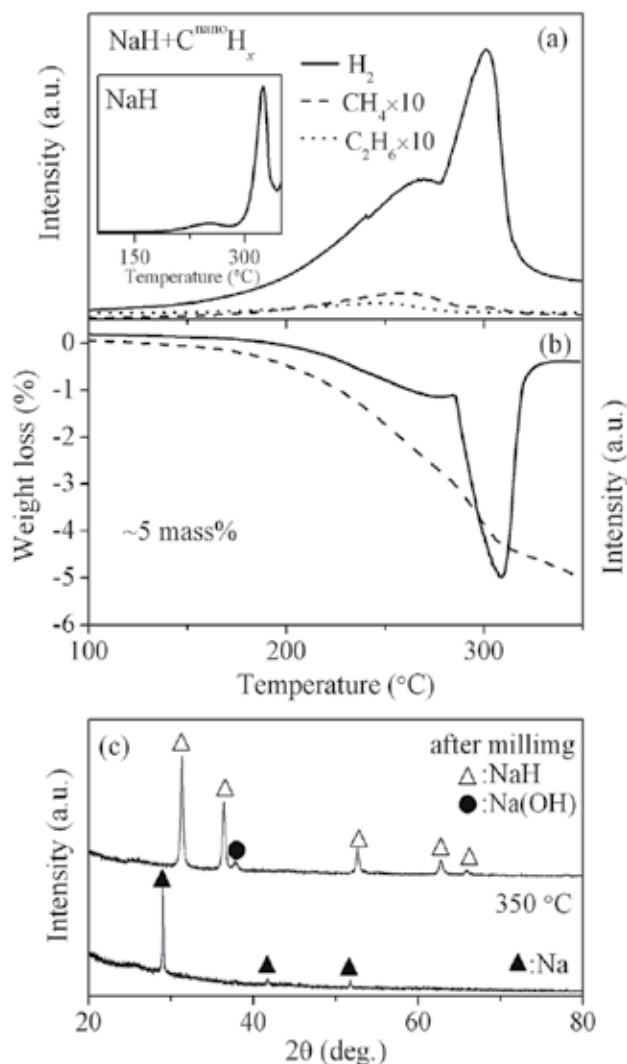 NaH+CⁿᵃⁿᵒHₓ
(a)
H₂
CH₄×10
C₂H₆×10
NaH
150
300
Temperature (°C)
Intensity (a.u.)
(b)
0
-1
-2
-3
-4
-5
-6
Weight loss (%)
~5 mass%
Intensity (a.u.)
100
200
300
Temperature (°C)
(c)
after millimg
△:NaH
●:Na(OH)
350 °C
▲:Na
Intensity (a.u.)
20
40
60
80
2θ (deg.)